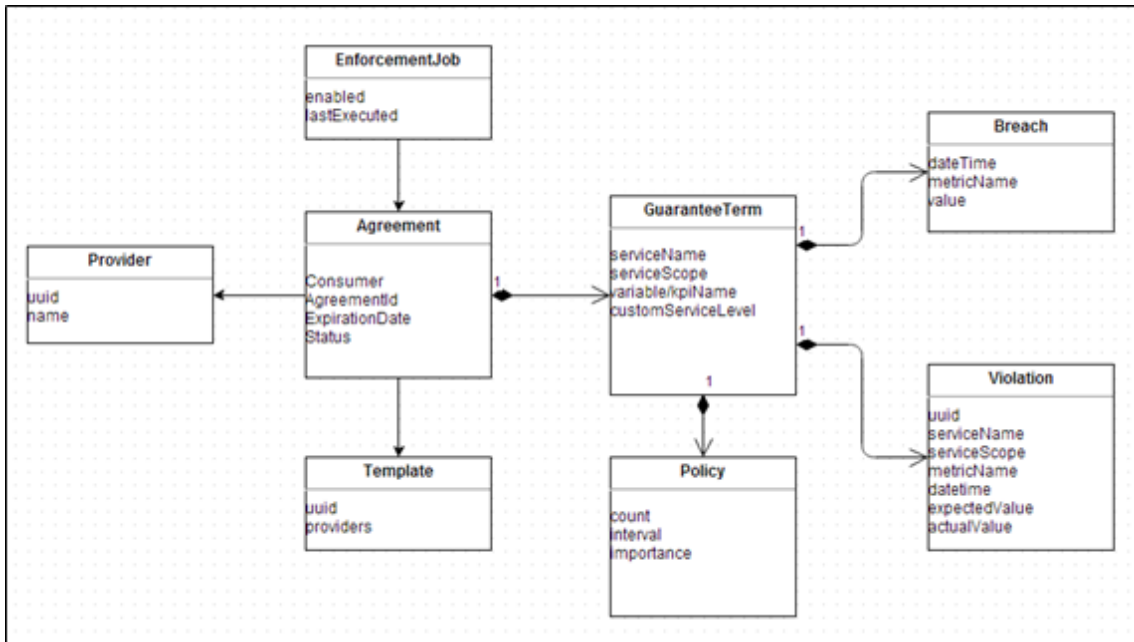 EnforcementJob
enabled
lastExecuted
Breach
dateTime
metricName
value
GuaranteeTerm
serviceName
serviceScope
variable/kpiName
customServiceLevel
Agreement
Consumer
AgreementId
ExpirationDate
Status
Provider
uuid
name
1
1
1
1
Violation
uuid
serviceName
serviceScope
metricName
datetime
expectedValue
actualValue
Template
uuid
providers
Policy
count
interval
importance